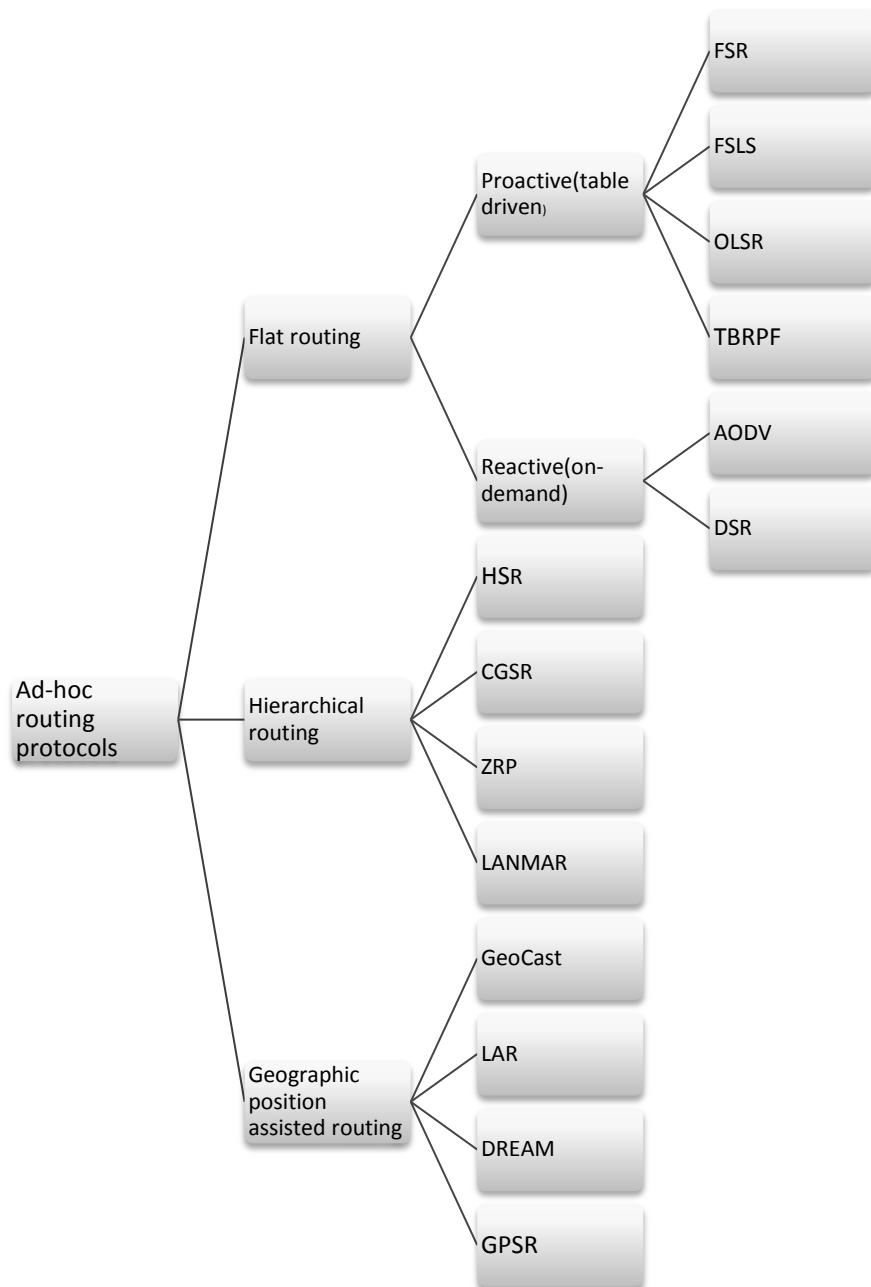 FSR
FSLS
Proactive(table
driven)
OLSR
TBRPF
Flat routing
AODV
Reactive(on-
demand)
DSR
HSR
CGSR
Ad-hoc
routing
protocols
Hierarchical
routing
ZRP
LANMAR
GeoCast
LAR
Geographic
position
assisted routing
DREAM
GPSR